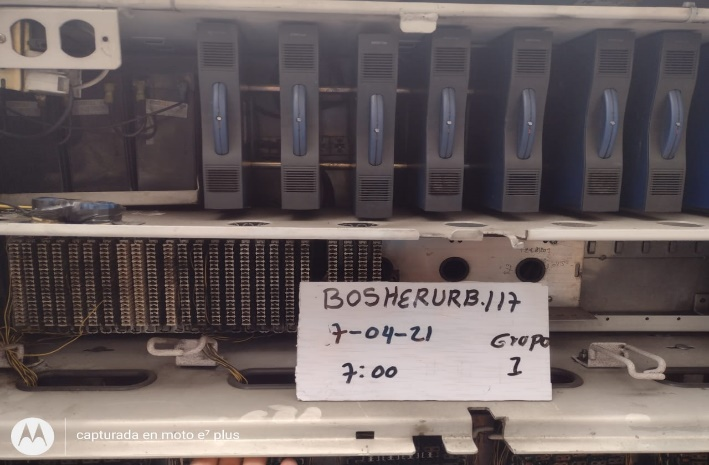 BOSHERURB.117
7-04-21
Grupo
7:00
1
capturada en moto e⁷ plus